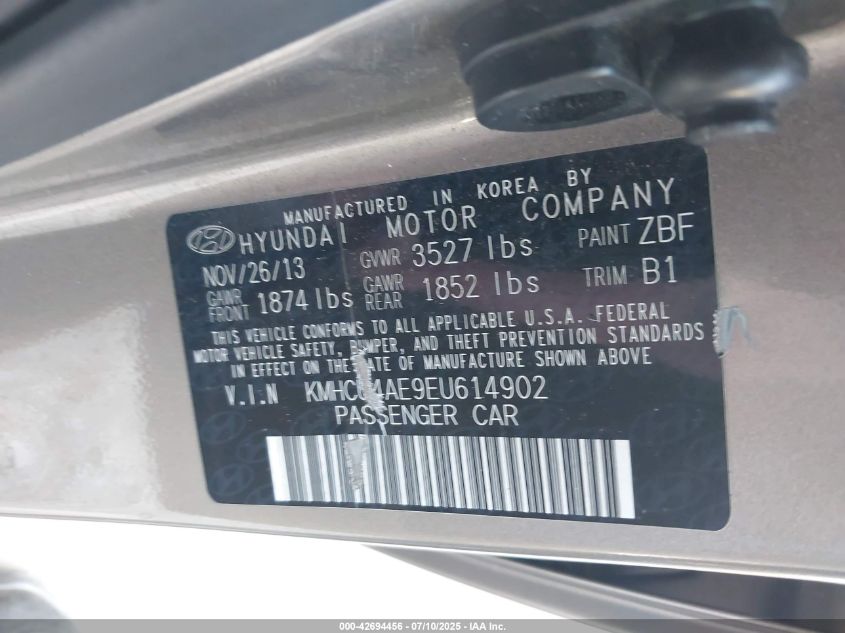 MANUFACTURED IN KOREA BY
HYUNDAI MOTOR COMPANY
NOV/26/13 GVWR 3527 lbs PAINT ZBF
GAWR FRONT 1874 lbs GAWR REAR 1852 lbs TRIM B1
THIS VEHICLE CONFORMS TO ALL APPLICABLE U.S.A. FEDERAL
MOTOR VEHICLE SAFETY, BUMPER, AND THEFT PREVENTION STANDARDS
IN EFFECT ON THE DATE OF MANUFACTURE SHOWN ABOVE
V.I.N
PASSENGER CAR
000-42694456 - 07/10/2025 - IAA Inc.